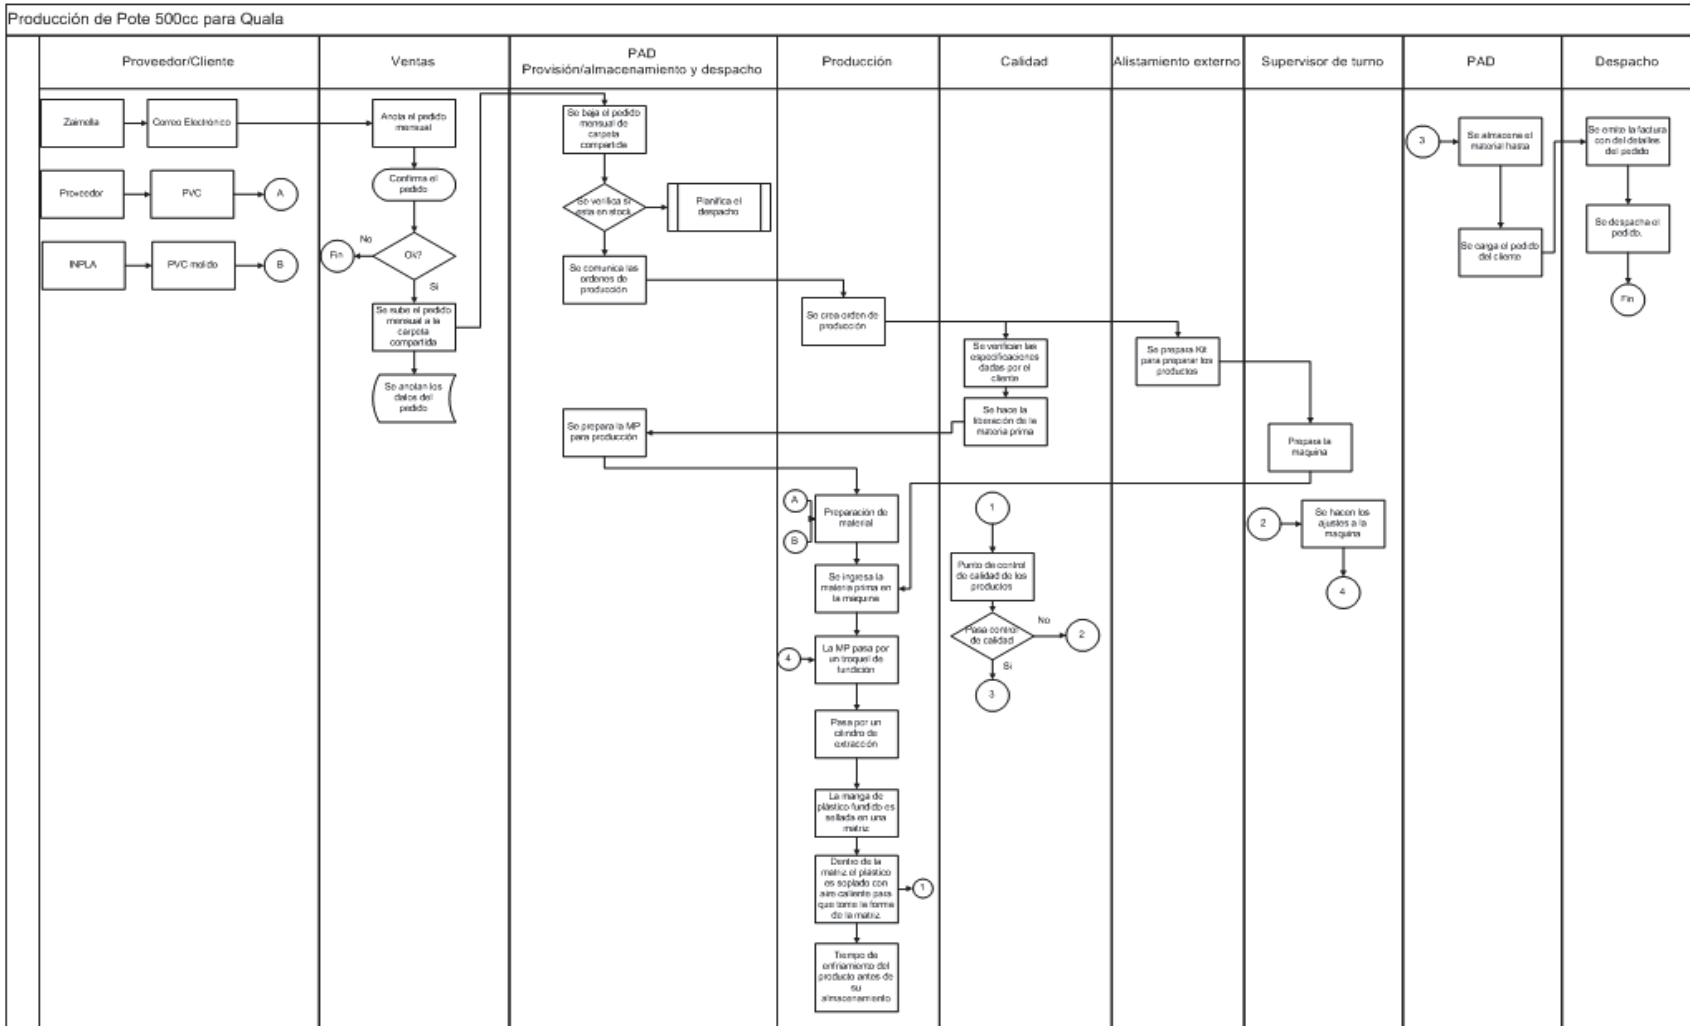 Producción de Pote 500cc para Quala
Proveedor/Cliente
Ventas
PAD
Provisión/almacenamiento y despacho
Producción
Calidad
Alistamiento externo
Supervisor de turno
PAD
Despacho
Zaimella
Correo Electrónico
Anota el pedido
mensual
Se baja el pedido
mensual de
carpeta
compartida
3
Se almacena el
material hasta
Se emite la factura
con del detalles
del pedido
Proveedor
PVC
A
Confirma el
pedido
Se verifica si
esta en stock
Planifica el
despacho
Se carga el pedido
del cliente
Se despacha el
pedido.
Fin
INPLA
PVC molido
B
Fin
No
Ok?
Si
Se comunica las
ordenes de
producción
Se sube el pedido
mensual a la
carpeta
compartida
Se crea orden de
producción
Se verifican las
especificaciones
dadas por el
cliente
Se prepara Kit
para preparar los
productos
Se anotan los
datos del
pedido
Se prepara la MP
para producción
Se hace la
liberación de la
materia prima
Prepara la
maquina
A
B
Preparación de
material
1
2
Se hacen los
ajustes a la
maquina
4
Se ingresa la
materia prima en
la maquina
Punto de control
de calidad de los
productos
4
La MP pasa por
un troquel de
fundición
Pasa control
de calidad
No
2
Si
3
Pasa por un
cilindro de
extracción
La manga de
plástico fundido es
sellada en una
matriz
Dentro de la
matriz el plástico
es soplado con
aire caliente para
que tome la forma
de la matriz.
1
Tiempo de
enfriamiento del
producto antes de
su
almacenamiento